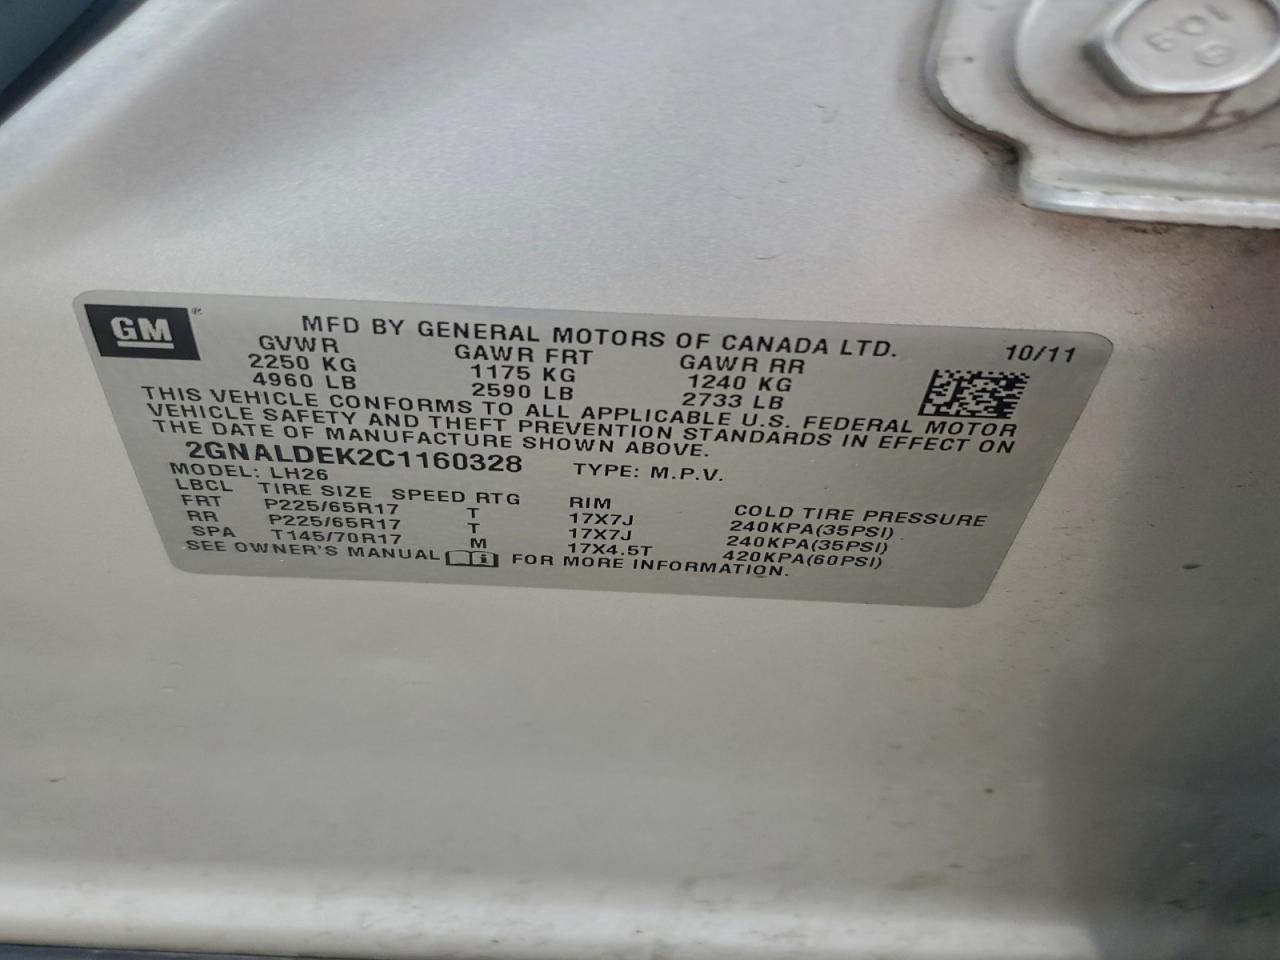 10.9
GM ®
MFD BY GENERAL MOTORS OF CANADA LTD. 10/11
GVWR GAWR FRT GAWR RR
2250 KG 1175 KG 1240 KG
4960 LB 2590 LB 2733 LB
THIS VEHICLE CONFORMS TO ALL APPLICABLE U.S. FEDERAL MOTOR
VEHICLE SAFETY AND THEFT PREVENTION STANDARDS IN EFFECT ON
THE DATE OF MANUFACTURE SHOWN ABOVE.
2GNALDEK2C1160328 TYPE: M.P.V.
MODEL: LH26
LBCL TIRE SIZE SPEED RTG RIM COLD TIRE PRESSURE
FRT P225/65R17 T 17X7J 240KPA(35PSI)
RR P225/65R17 T 17X7J 240KPA(35PSI)
SPA T145/70R17 M 17X4.5T 420KPA(60PSI)
SEE OWNER'S MANUAL i FOR MORE INFORMATION.